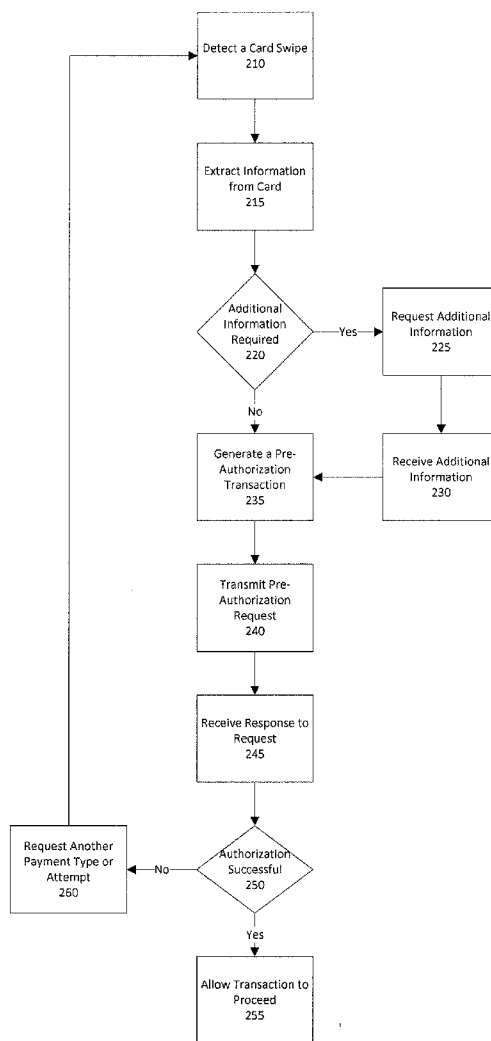 Detect a Card Swipe
210
Extract Information
from Card
215
Additional
Information
Required
220
Yes
Request Additional
Information
225
No
Generate a Pre-
Authorization
Transaction
235
Receive Additional
Information
230
Transmit Pre-
Authorization
Request
240
Receive Response to
Request
245
Request Another
Payment Type or
Attempt
260
No
Authorization
Successful
250
Yes
Allow Transaction to
Proceed
255